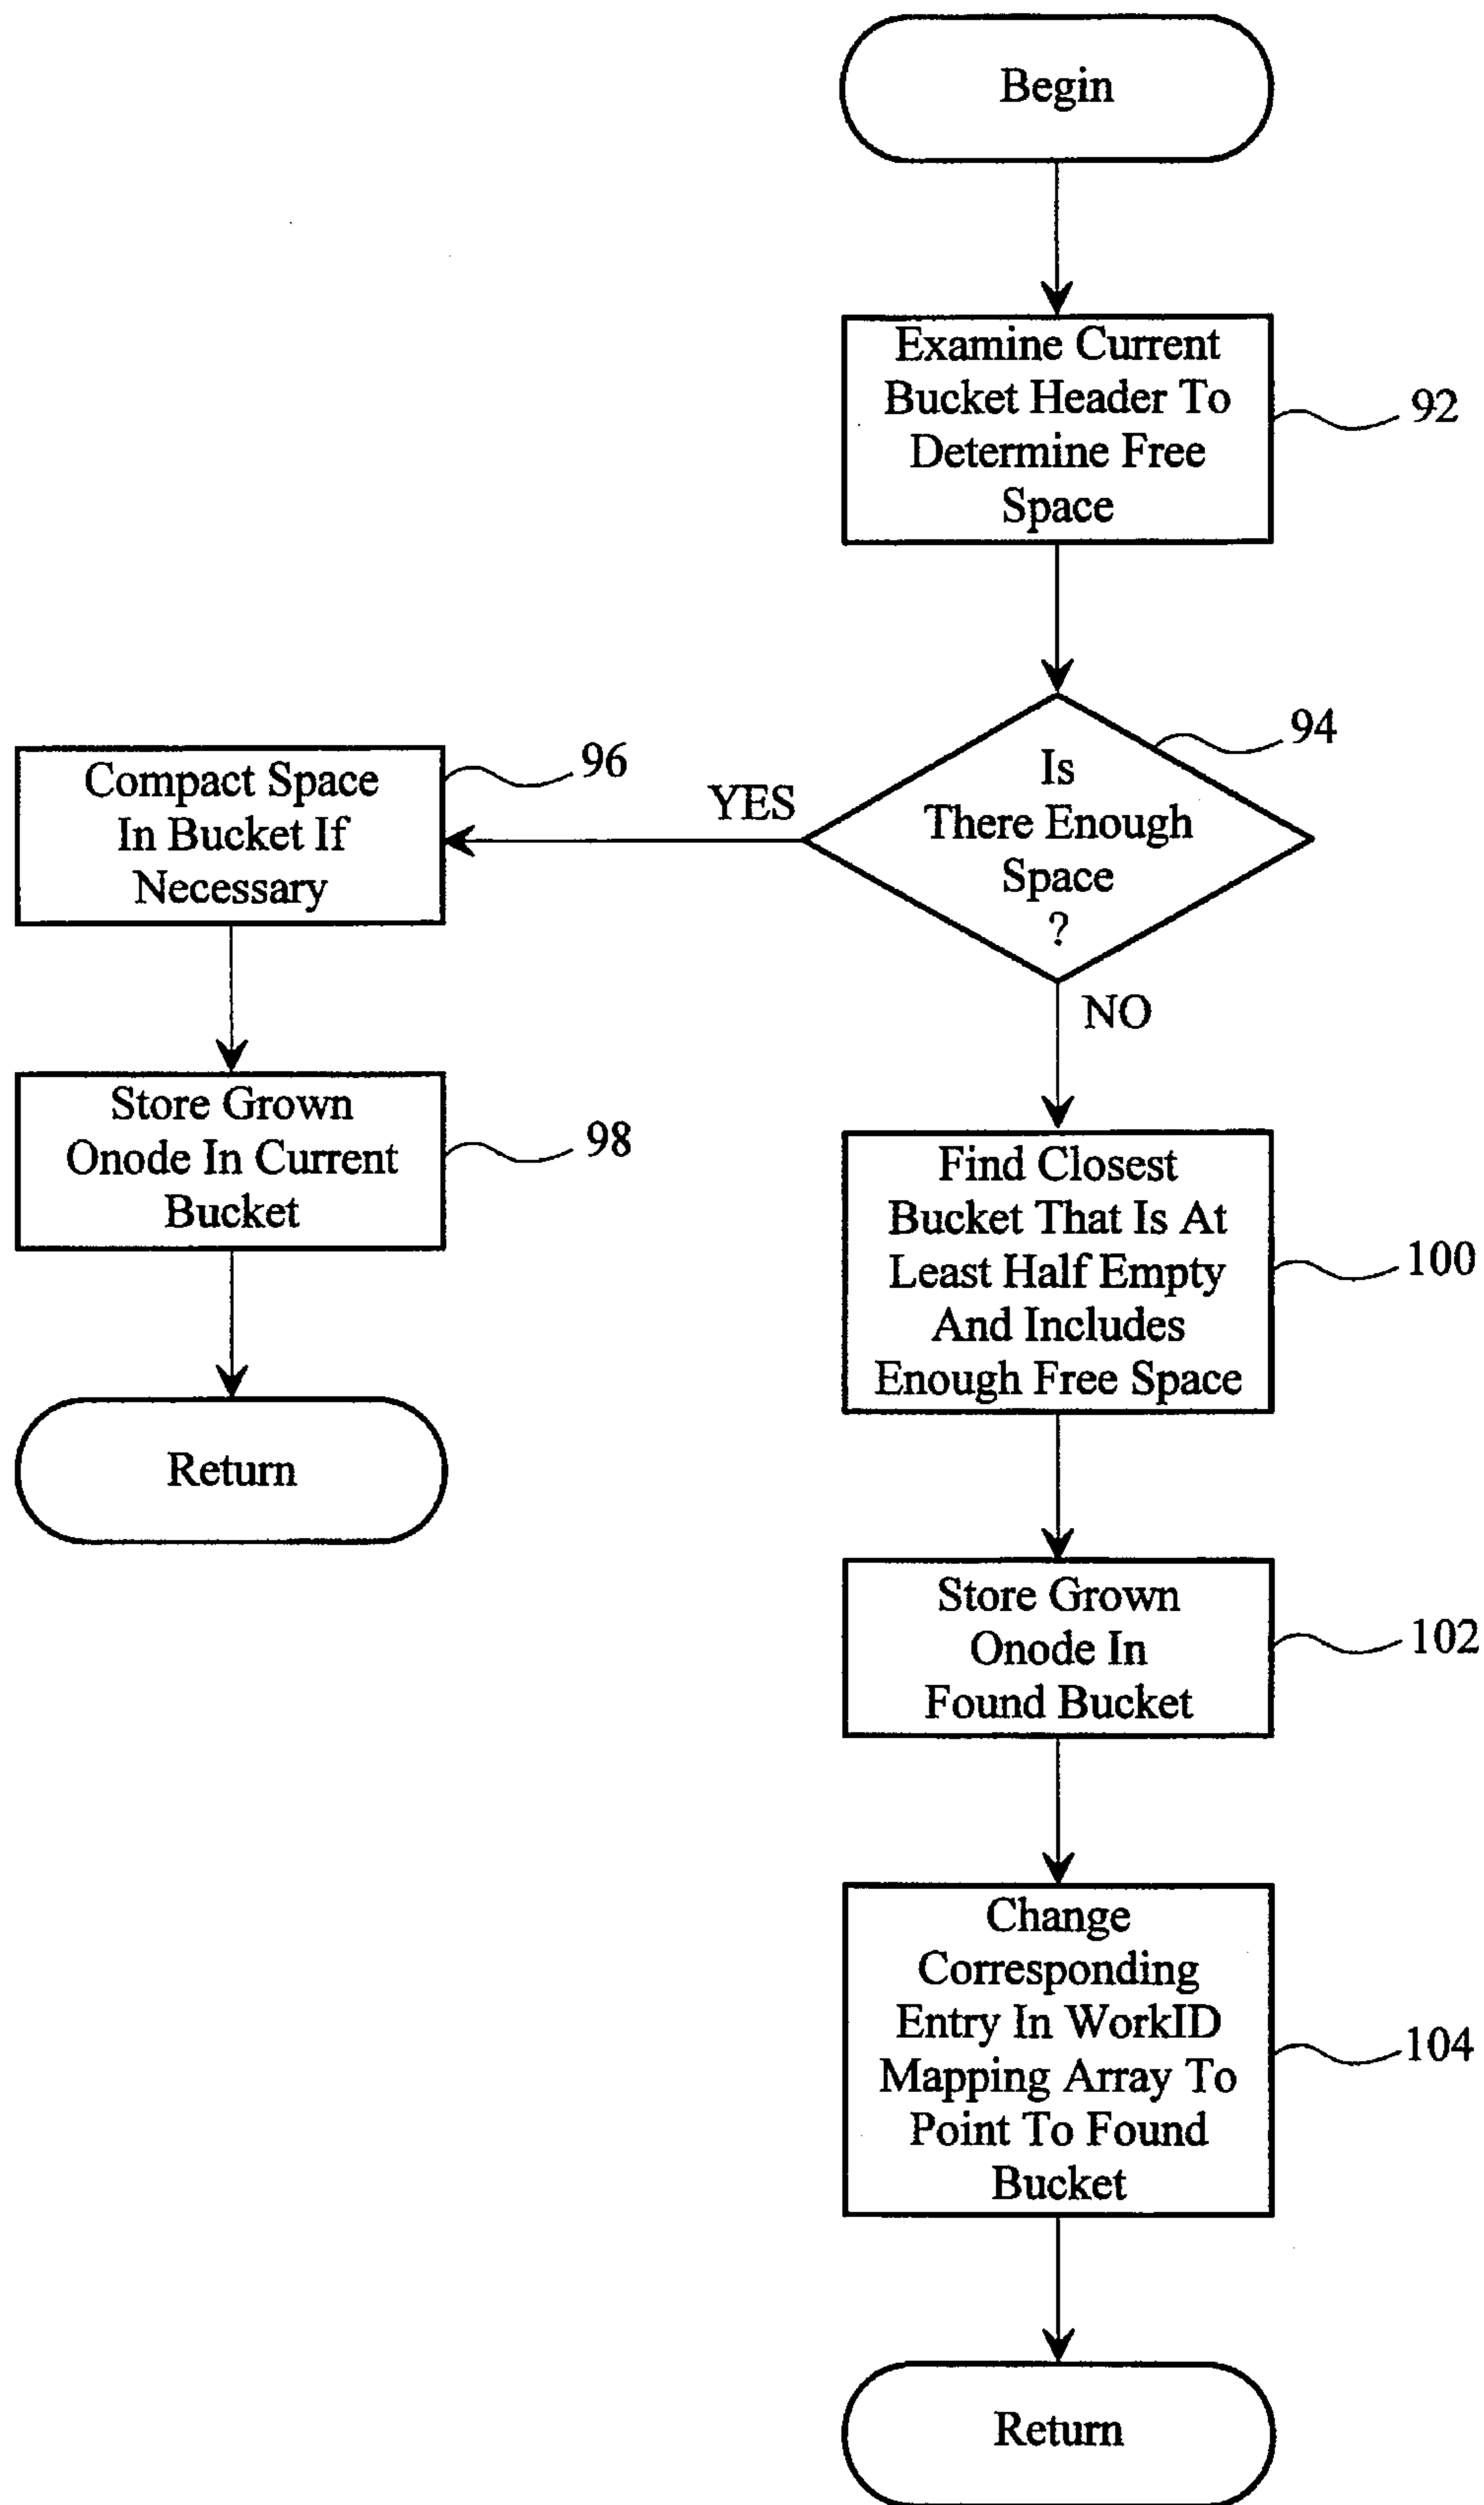 Begin
Examine Current
Bucket Header To
Determine Free
Space
92
Is
There Enough
Space
?
94
YES
NO
Compact Space
In Bucket If
Necessary
96
Store Grown
Onode In Current
Bucket
98
Return
Find Closest
Bucket That Is At
Least Half Empty
And Includes
Enough Free Space
100
Store Grown
Onode In
Found Bucket
102
Change
Corresponding
Entry In WorkID
Mapping Array To
Point To Found
Bucket
104
Return